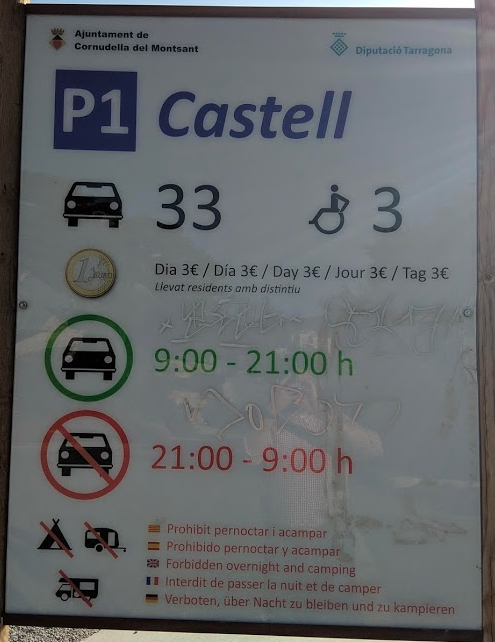 Ajuntament de
Cornudella del Montsant
Diputació Tarragona
P1 Castell
33 3
Dia 3€ / Día 3€ / Day 3€ / Jour 3€ / Tag 3€
Llevat residents amb distintiu
9:00 - 21:00 h
21:00 - 9:00 h
Prohibit pernoctar i acampar
Prohibido pernoctar y acampar
Forbidden overnight and camping
Interdit de passer la nuit et de camper
Verboten, über Nacht zu bleiben und zu kampieren